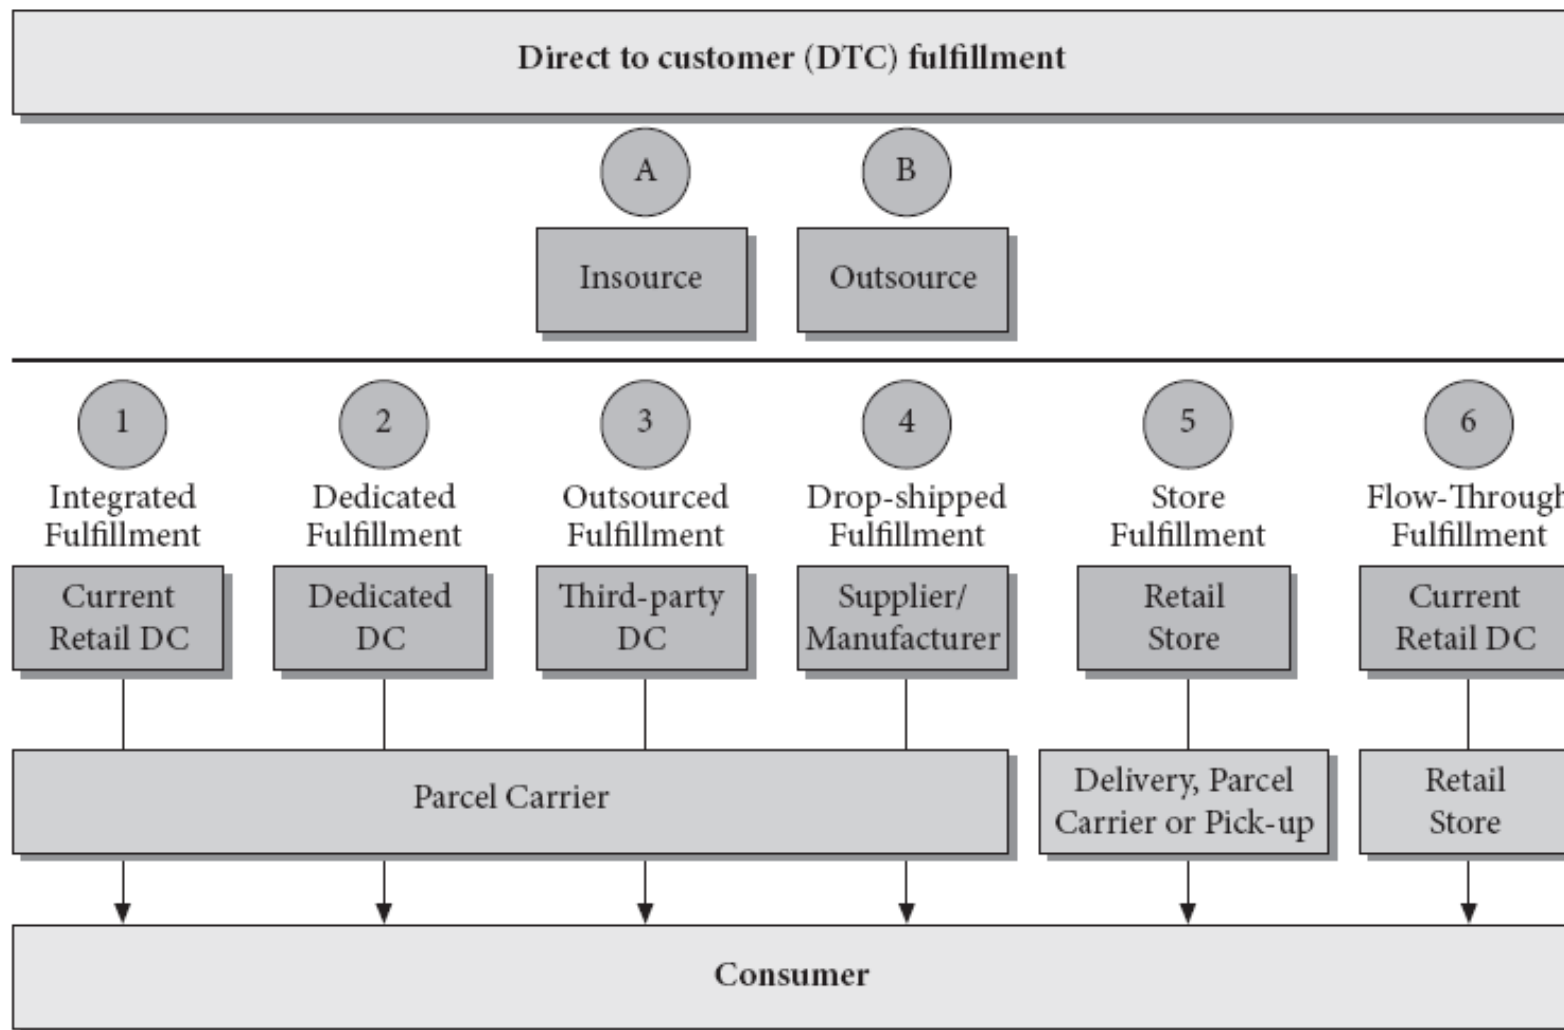 Direct to customer (DTC) fulfillment
A
B
Insource
Outsource
1
2
3
4
5
6
Integrated
Fulfillment
Dedicated
Fulfillment
Outsourced
Fulfillment
Drop-shipped
Fulfillment
Store
Fulfillment
Flow-Through
Fulfillment
Current
Retail DC
Dedicated
DC
Third-party
DC
Supplier/
Manufacturer
Retail
Store
Current
Retail DC
Parcel Carrier
Delivery, Parcel
Carrier or Pick-up
Retail
Store
Consumer